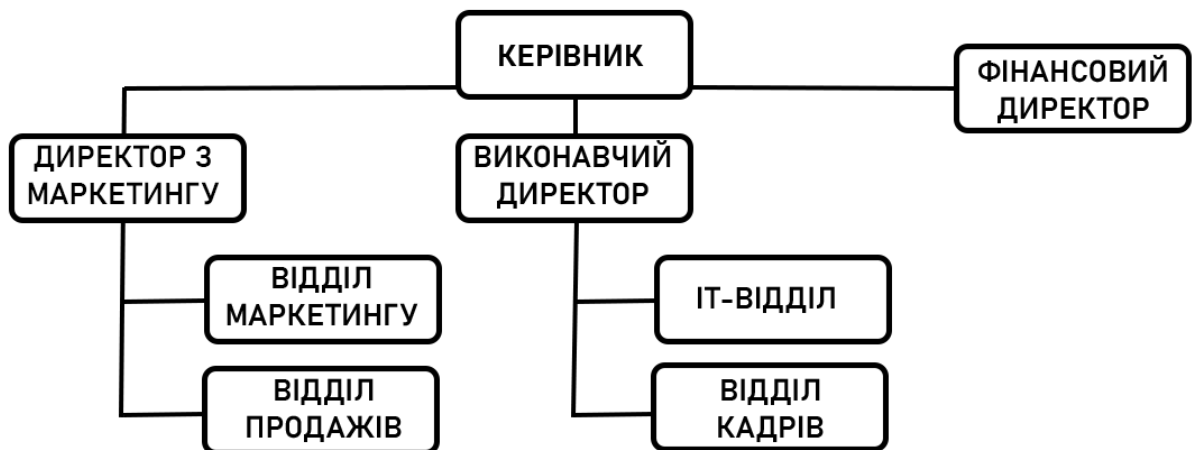 КЕРІВНИК
ФІНАНСОВИЙ
ДИРЕКТОР
ДИРЕКТОР З
МАРКЕТИНГУ
ВИКОНАВЧИЙ
ДИРЕКТОР
ВІДДІЛ
МАРКЕТИНГУ
ІТ-ВІДДІЛ
ВІДДІЛ
ПРОДАЖІВ
ВІДДІЛ
КАДРІВ